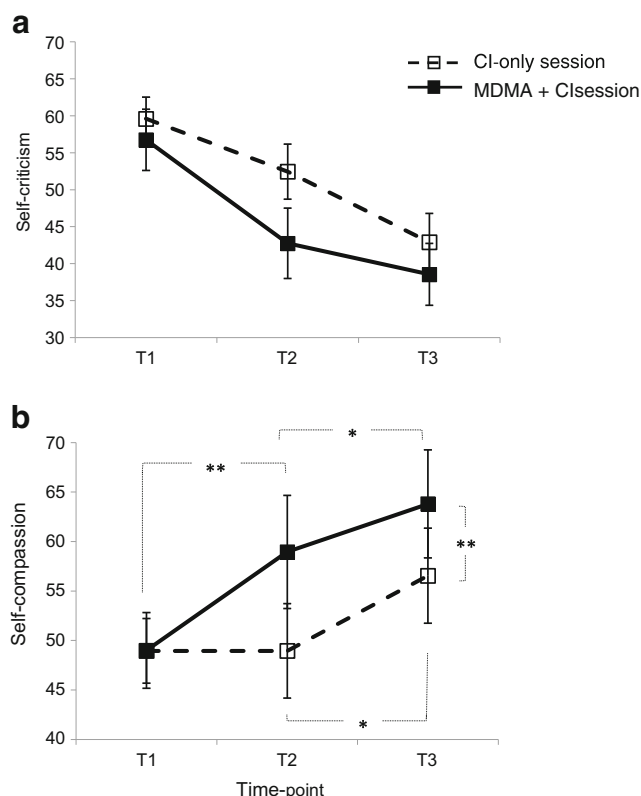 a
70
65
60
55
50
45
40
35
30
Self-criticism
CI-only session
MDMA + CIsession
T1 T2 T3
b
70
65
60
55
50
45
40
Self-compassion
**
*
**
*
T1 T2 T3
Time-point